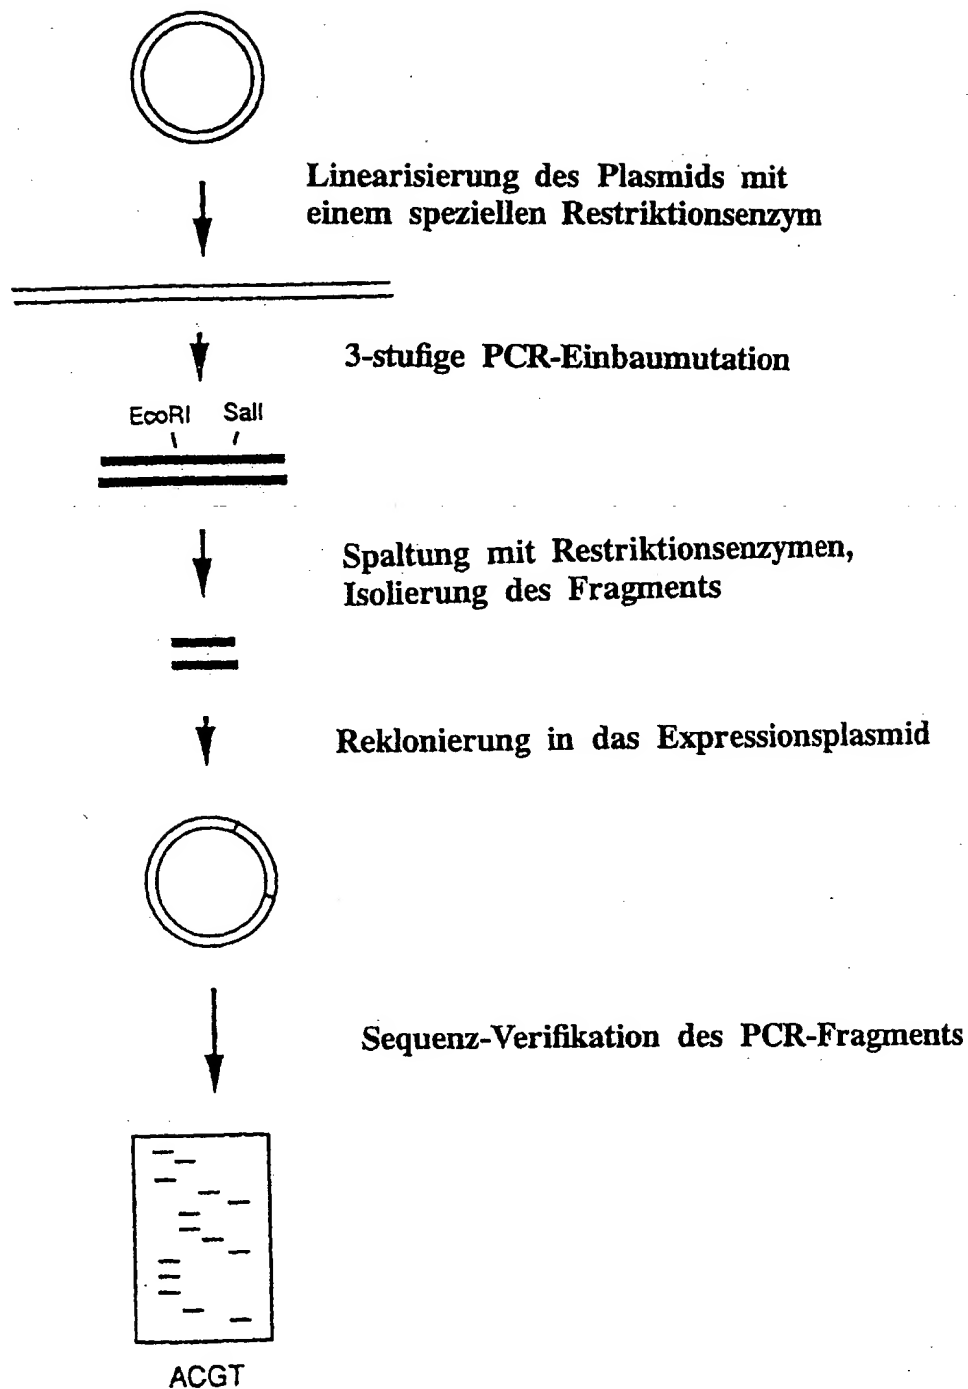 Linearisierung des Plasmids mit
einem speziellen Restriktionsenzym
3-stufige PCR-Einbaumutation
EcoRI SalI
Spaltung mit Restriktionsenzymen,
Isolierung des Fragments
Reklonierung in das Expressionsplasmid
Sequenz-Verifikation des PCR-Fragments
ACGT